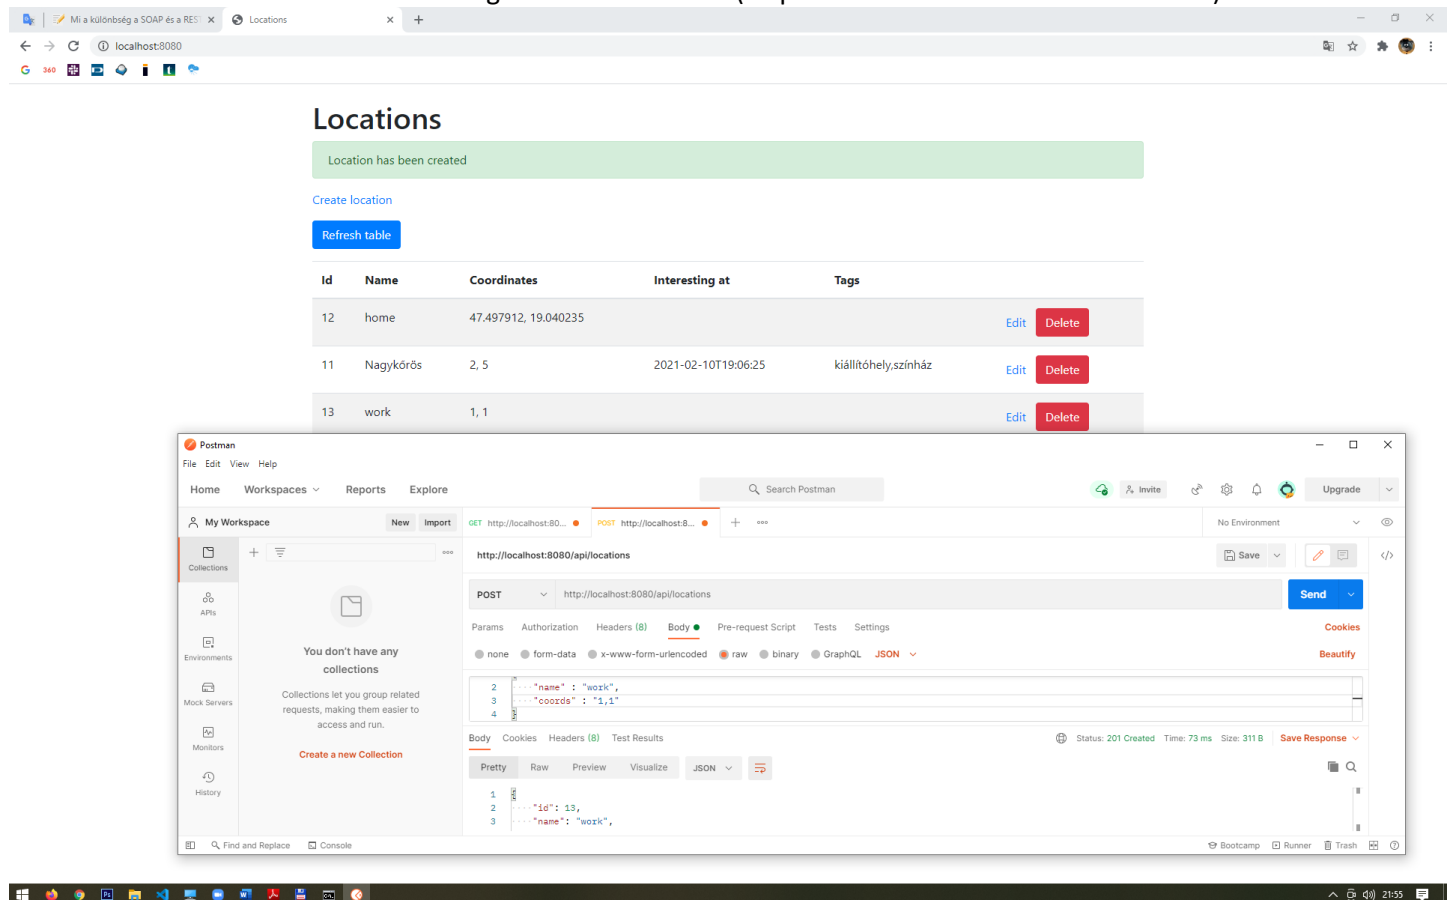 Mi a különbség a SOAP és a REST
Locations
localhost:8080
360
Locations
Location has been created
Create location
Refresh table
Id Name Coordinates Interesting at Tags
12 home 47.497912, 19.040235 Edit Delete
11 Nagykőrös 2, 5 2021-02-10T19:06:25 kiállítóhely,színház Edit Delete
13 work 1, 1 Edit Delete
Postman
File Edit View Help
Home Workspaces Reports Explore Search Postman Invite Upgrade
My Workspace New Import GET http://localhost:80... POST http://localhost:8... No Environment
Collections
http://localhost:8080/api/locations Save
APIs
POST http://localhost:8080/api/locations Send
Params Authorization Headers (8) Body Pre-request Script Tests Settings Cookies
Environments
You don't have any
collections
none form-data x-www-form-urlencoded raw binary GraphQL JSON Beautify
Mock Servers
Collections let you group related
requests, making them easier to
access and run.
2 "name" : "work",
3 "coords" : "1,1"
4 }
Monitors
Create a new Collection
Body Cookies Headers (8) Test Results Status: 201 Created Time: 73 ms Size: 311 B Save Response
Pretty Raw Preview Visualize JSON
History
1 {
2 "id": 13,
3 "name": "work",
Find and Replace Console Bootcamp Runner Trash
21:55